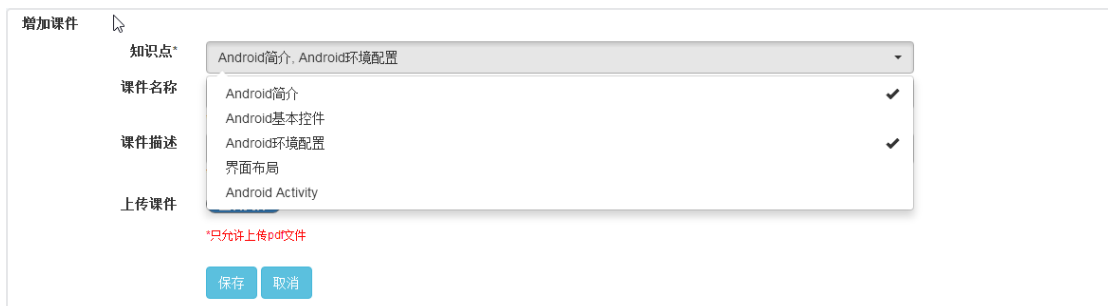 增加课件
知识点*
Android简介, Android环境配置
课件名称
Android简介
Android基本控件
课件描述
Android环境配置
界面布局
Android Activity
上传课件
*只允许上传pdf文件
保存 取消